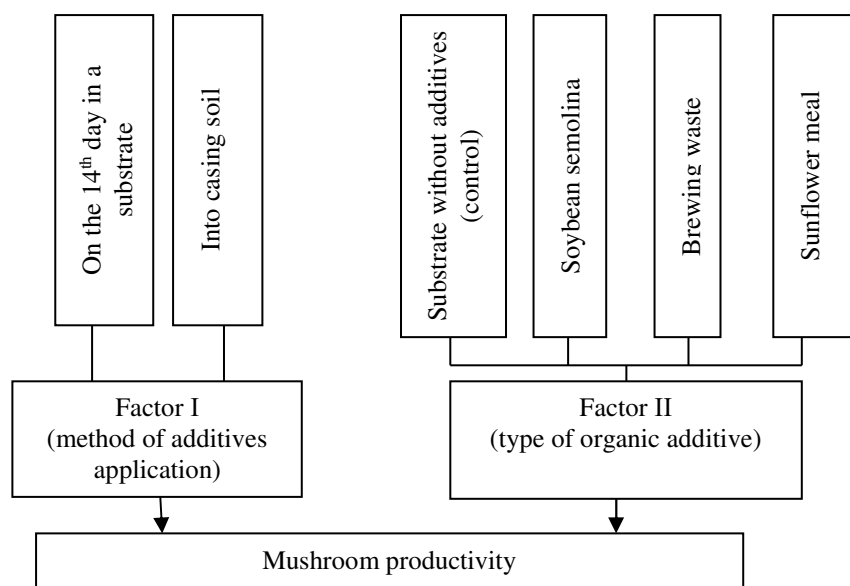 On the 14th day in a
substrate
Into casing soil
Substrate without additives
(control)
Soybean semolina
Brewing waste
Sunflower meal
Factor I
(method of additives
application)
Factor II
(type of organic additive)
Mushroom productivity